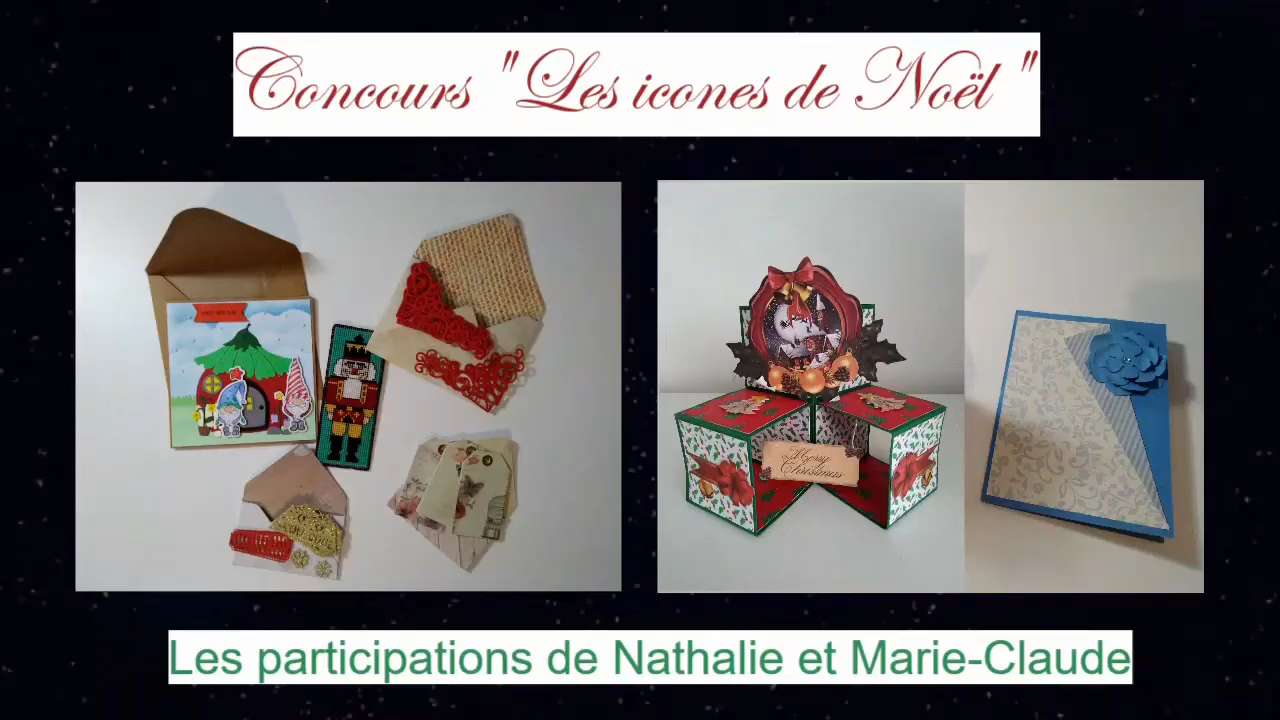 Concours "Les icones de Noël"
Merry
Christmas
Les participations de Nathalie et Marie-Claude